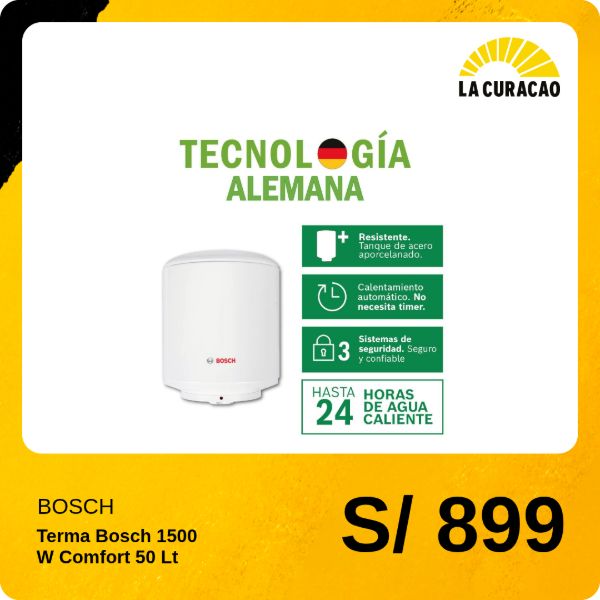 LA CURACAO
TECNOLOGÍA
ALEMANA
Resistente.
Tanque de acero
aporcelanado.
Calentamiento
automático. No
necesita timer.
3 Sistemas de
seguridad. Seguro
y confiable
BOSCH
HASTA
24
HORAS
DE AGUA
CALIENTE
BOSCH
Terma Bosch 1500
W Comfort 50 Lt
S/ 899